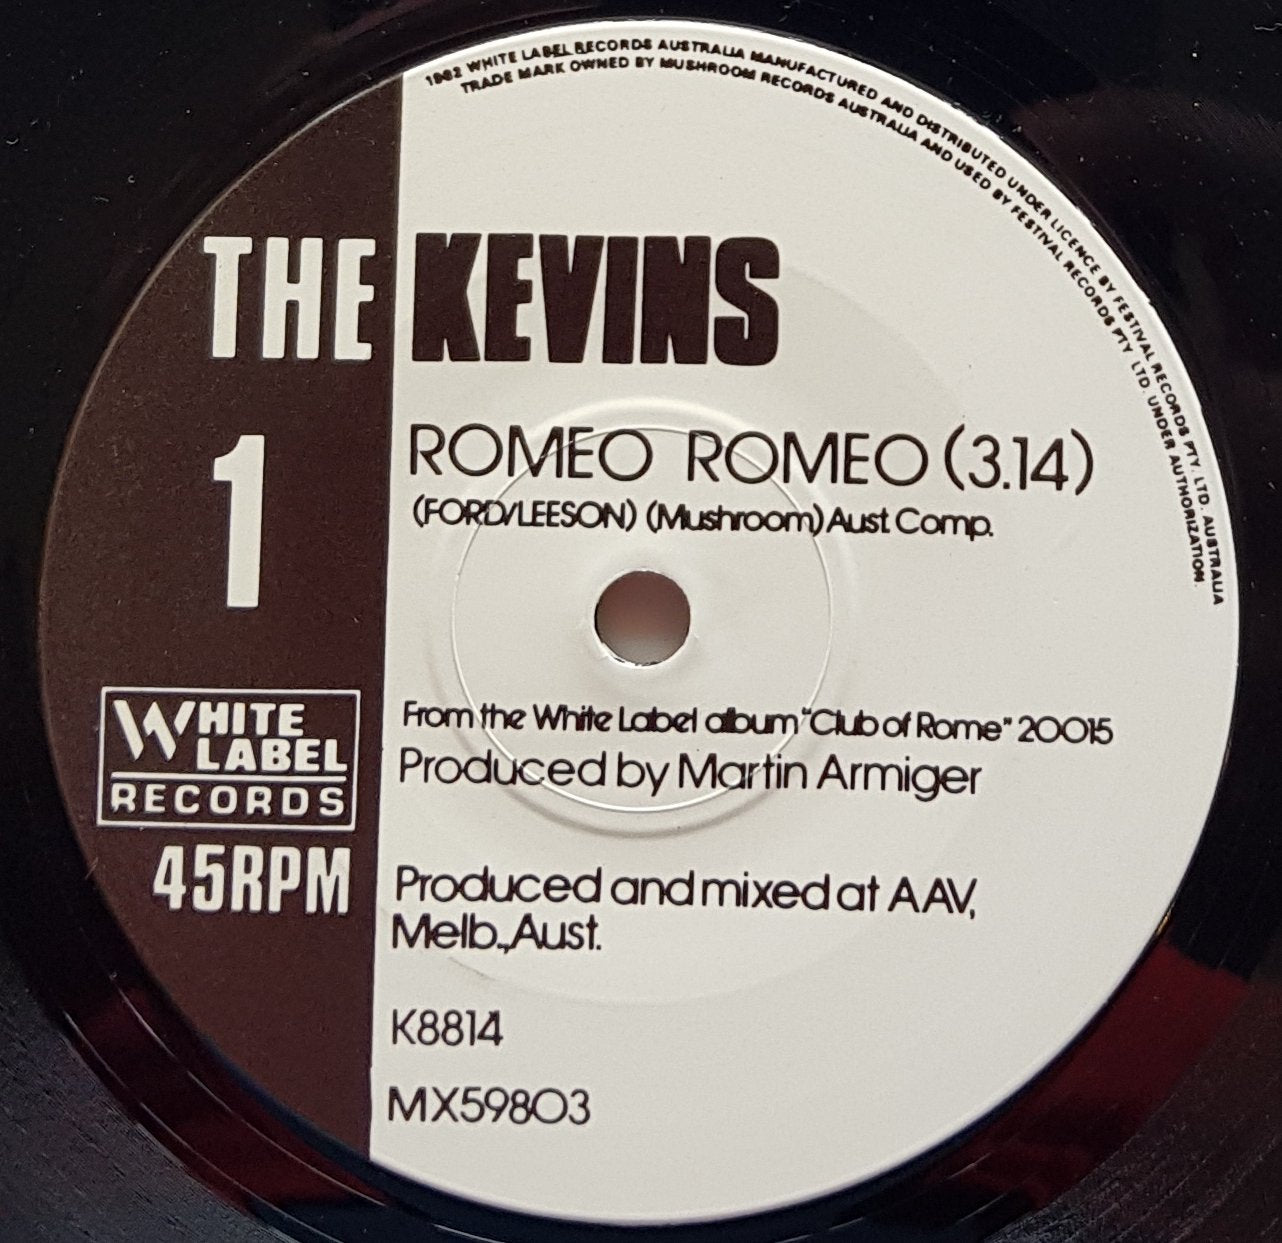 1982 WHITE LABEL RECORDS AUSTRALIA MANUFACTURED AND DISTRIBUTED UNDER LICENCE BY FESTIVAL RECORDS PTY. LTD. AUSTRALIA
TRADE MARK OWNED BY MUSHROOM RECORDS AUSTRALIA AND USED BY FESTIVAL RECORDS PTY. LTD. UNDER AUTHORIZATION.
THE KEVINS
1
ROMEO ROMEO (3.14)
(FORD/LEESON) (Mushroom) Aust. Comp.
WHITE
LABEL
RECORDS
45RPM
From the White Label album "Club of Rome" 20015
Produced by Martin Armiger
Produced and mixed at AAV,
Melb., Aust.
K8814
MX59803